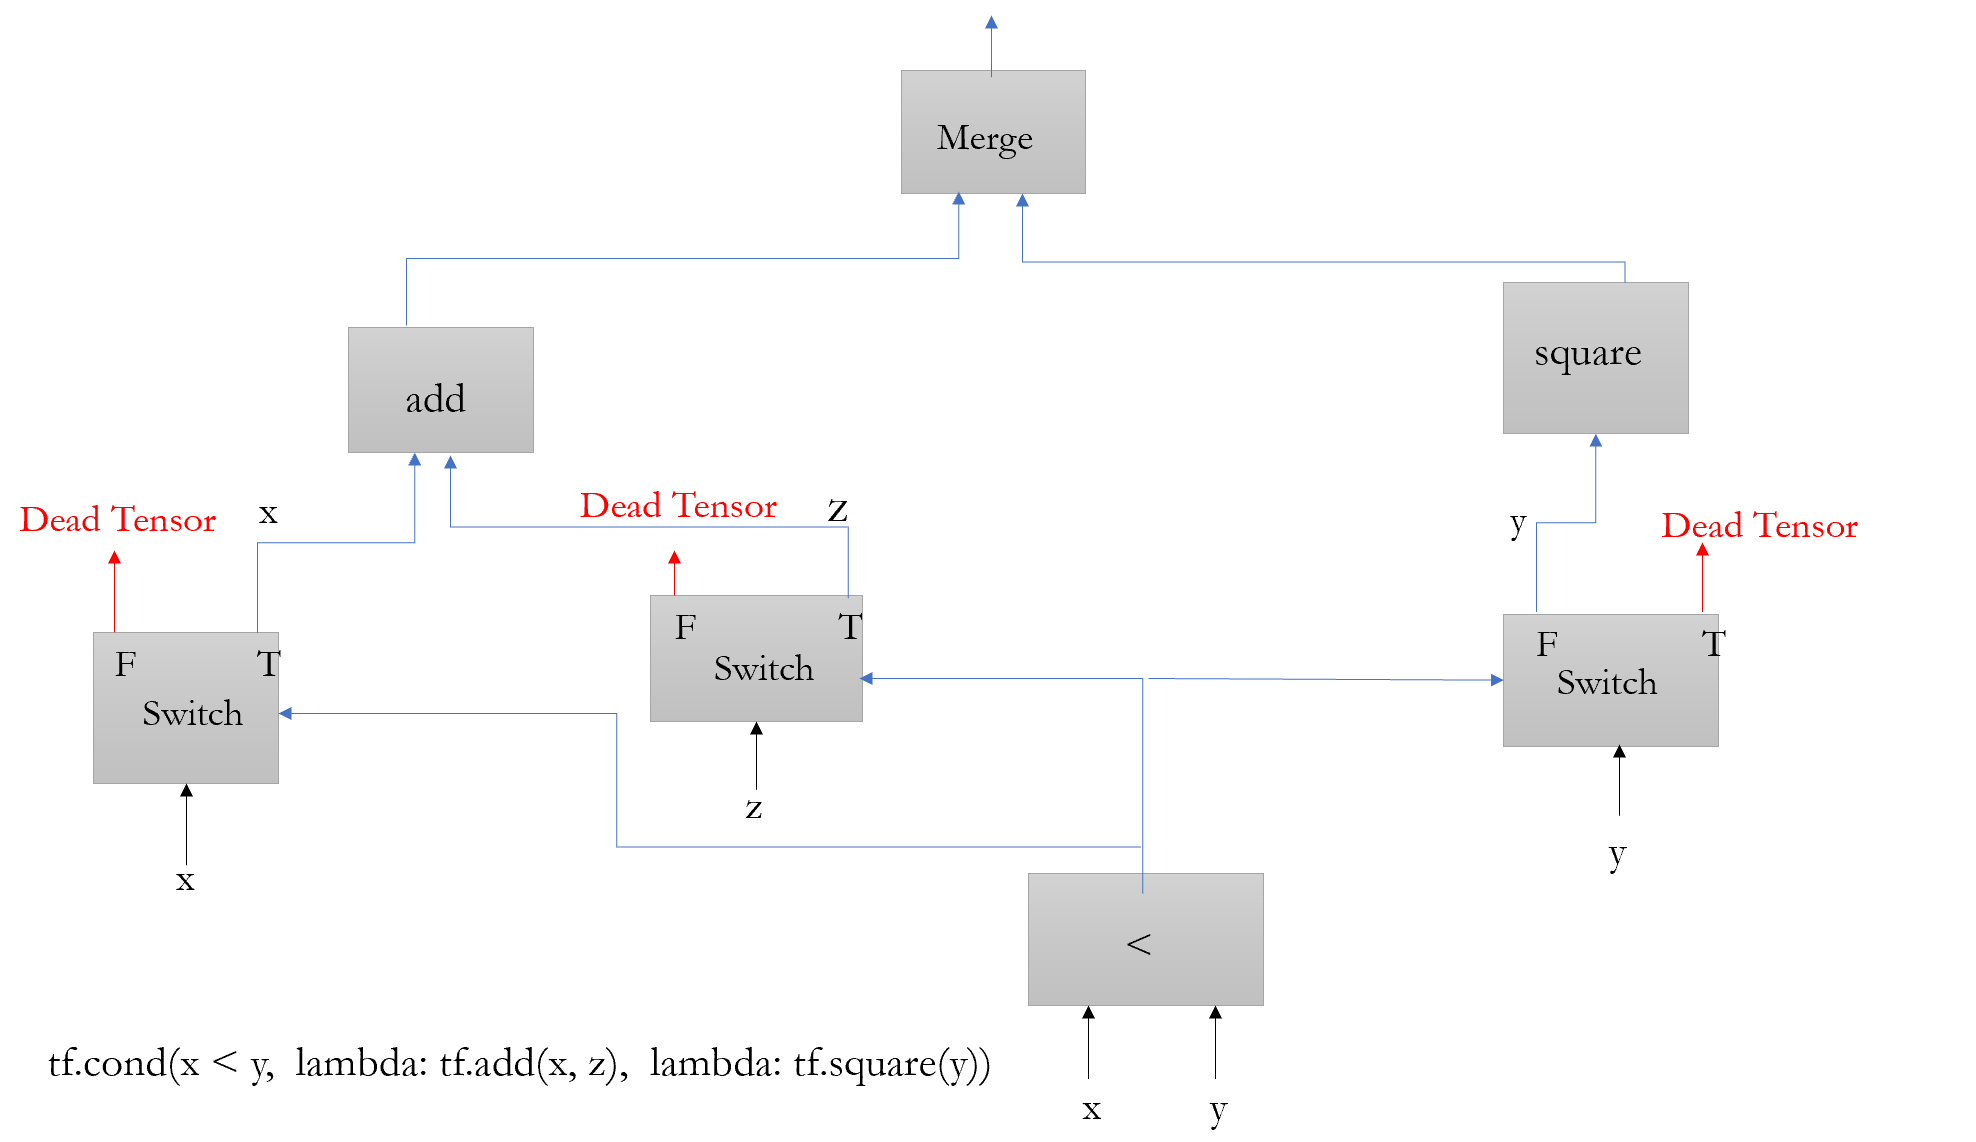 Merge
square
add
Dead Tensor
x
Dead Tensor
z
y
Dead Tensor
F
T
Switch
F
T
Switch
F
T
Switch
x
z
y
<
x
y
tf.cond(x < y, lambda: tf.add(x, z), lambda: tf.square(y))